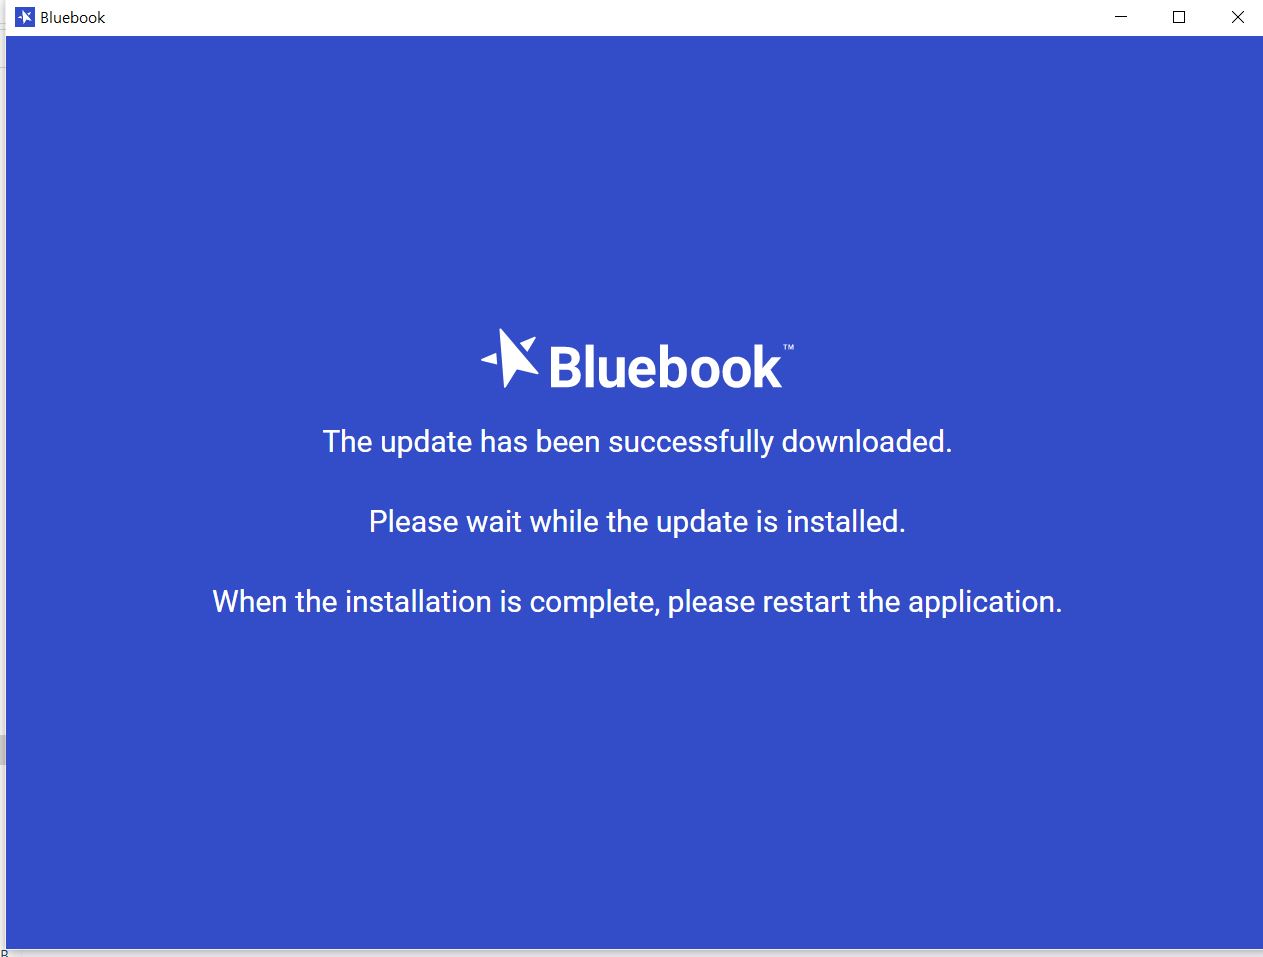 Bluebook
Bluebook™
The update has been successfully downloaded.
Please wait while the update is installed.
When the installation is complete, please restart the application.